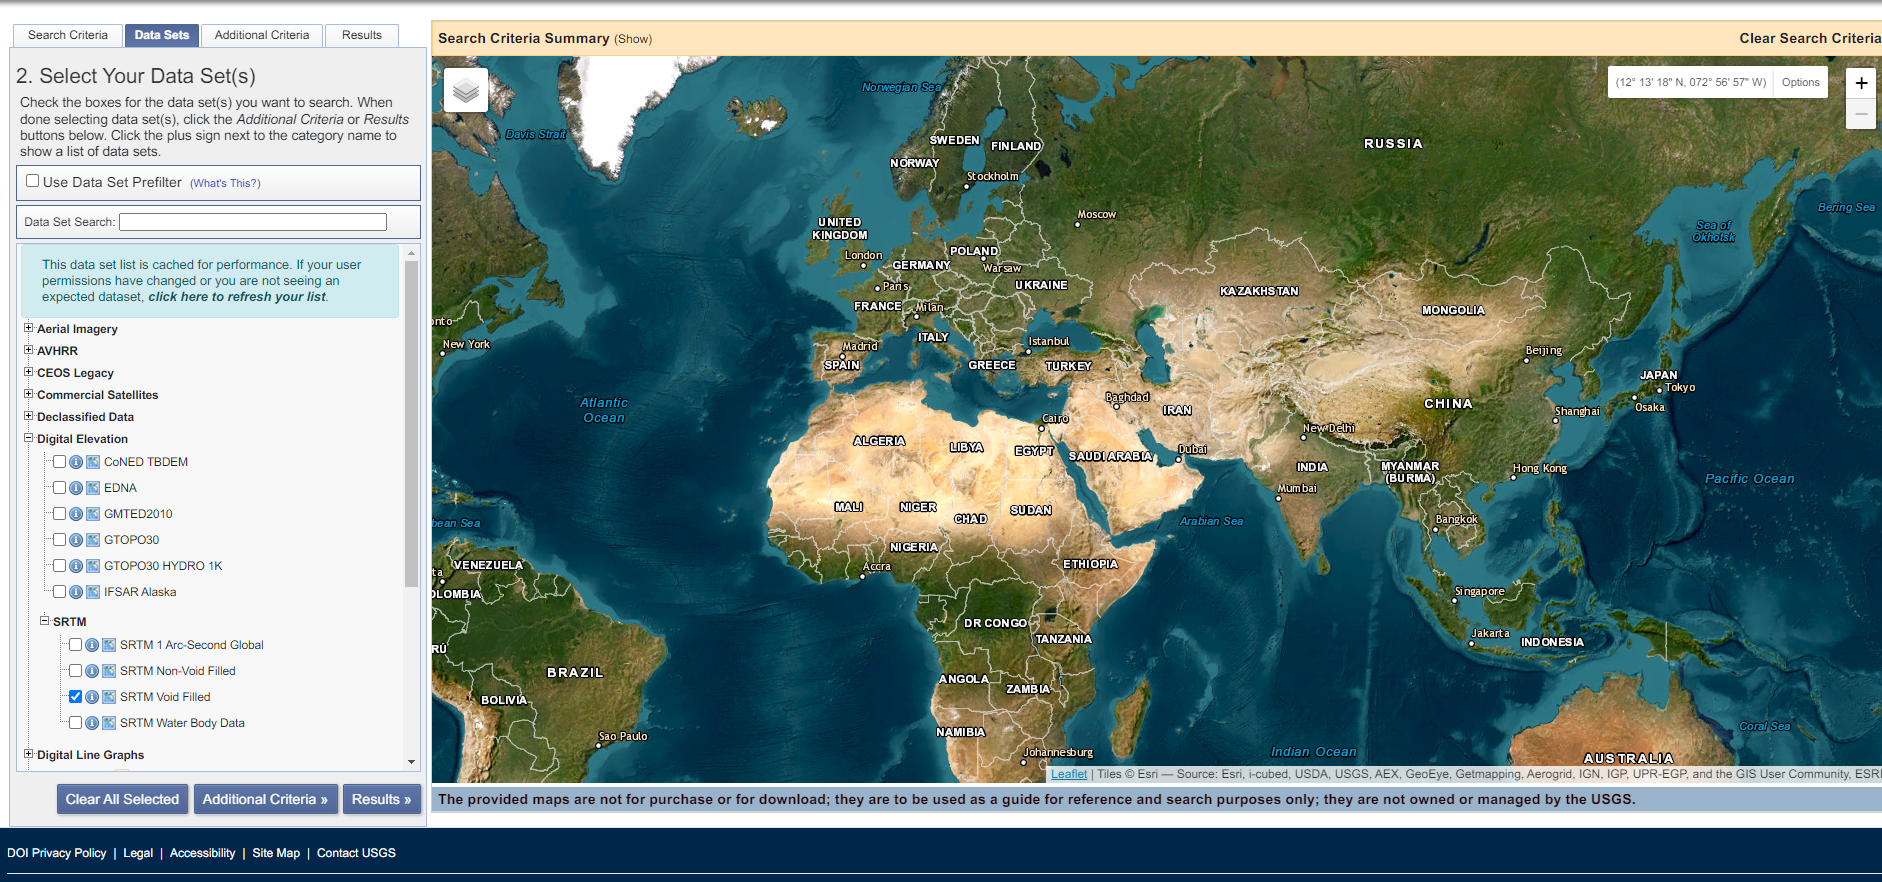 Search Criteria
Data Sets
Additional Criteria
Results
2. Select Your Data Set(s)
Check the boxes for the data set(s) you want to search. When
done selecting data set(s), click the Additional Criteria or Results
buttons below. Click the plus sign next to the category name to
show a list of data sets.
Use Data Set Prefilter (What's This?)
Data Set Search:
This data set list is cached for performance. If your user
permissions have changed or you are not seeing an
expected dataset, click here to refresh your list.
Aerial Imagery
AVHRR
CEOS Legacy
Commercial Satellites
Declassified Data
Digital Elevation
CoNED TBDEM
EDNA
GMTED2010
GTOPO30
GTOPO30 HYDRO 1K
IFSAR Alaska
SRTM
SRTM 1 Arc-Second Global
SRTM Non-Void Filled
SRTM Void Filled
SRTM Water Body Data
Digital Line Graphs
Clear All Selected
Additional Criteria »
Results »
Search Criteria Summary (Show)
Clear Search Criteria
(12° 13' 18" N, 072° 56' 57" W)
Options
+
−
Norwegian Sea
Davis Strait
SWEDEN
FINLAND
NORWAY
Stockholm
RUSSIA
Moscow
Bering Sea
Sea of
Okhotsk
UNITED
KINGDOM
London
POLAND
GERMANY
Warsaw
Paris
UKRAINE
FRANCE
Milan
KAZAKHSTAN
MONGOLIA
onto
New York
ITALY
Istanbul
Madrid
SPAIN
GREECE
TURKEY
Beijing
JAPAN
Tokyo
Osaka
Atlantic
Ocean
Baghdad
IRAN
CHINA
Shanghai
Cairo
New Delhi
ALGERIA
LIBYA
EGYPT
SAUDI ARABIA
Dubai
INDIA
MYANMAR
(BURMA)
Hong Kong
Pacific Ocean
Mumbai
MALI
NIGER
CHAD
SUDAN
Arabian Sea
Bangkok
bean Sea
NIGERIA
VENEZUELA
ta
Accra
ETHIOPIA
OLOMBIA
Singapore
DR CONGO
TANZANIA
Jakarta
INDONESIA
RÚ
BRAZIL
ANGOLA
ZAMBIA
BOLIVIA
NAMIBIA
Sao Paulo
Johannesburg
Indian Ocean
Coral Sea
AUSTRALIA
Leaflet | Tiles © Esri — Source: Esri, i-cubed, USDA, USGS, AEX, GeoEye, Getmapping, Aerogrid, IGN, IGP, UPR-EGP, and the GIS User Community, ESRI
The provided maps are not for purchase or for download; they are to be used as a guide for reference and search purposes only; they are not owned or managed by the USGS.
DOI Privacy Policy | Legal | Accessibility | Site Map | Contact USGS